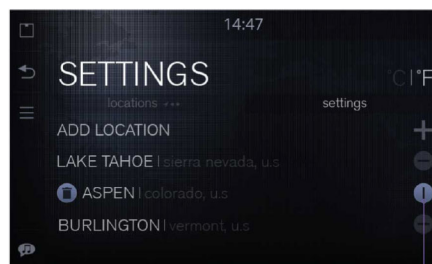 14:47
SETTINGS °C|°F
locations settings
ADD LOCATION
LAKE TAHOE | sierra nevada, u.s
ASPEN | colorado, u.s
BURLINGTON | vermont, u.s